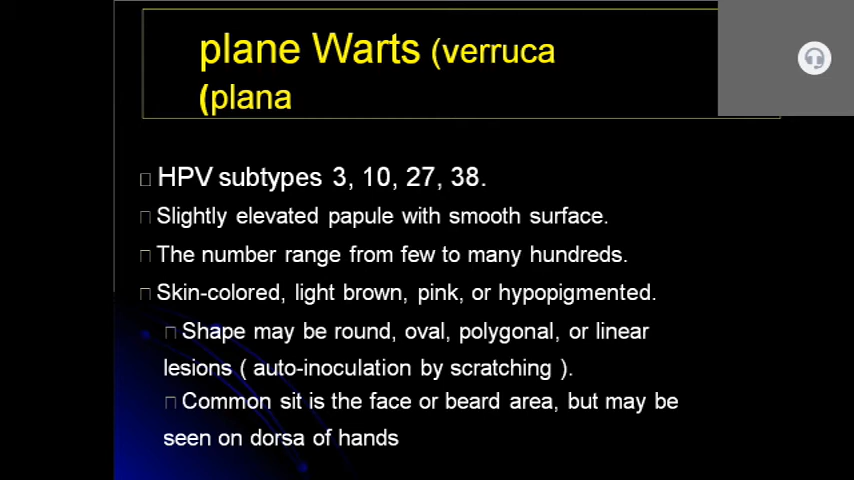 plane Warts (verruca
(plana
HPV subtypes 3, 10, 27, 38.
Slightly elevated papule with smooth surface.
The number range from few to many hundreds.
Skin-colored, light brown, pink, or hypopigmented.
Shape may be round, oval, polygonal, or linear
lesions ( auto-inoculation by scratching ).
Common sit is the face or beard area, but may be
seen on dorsa of hands